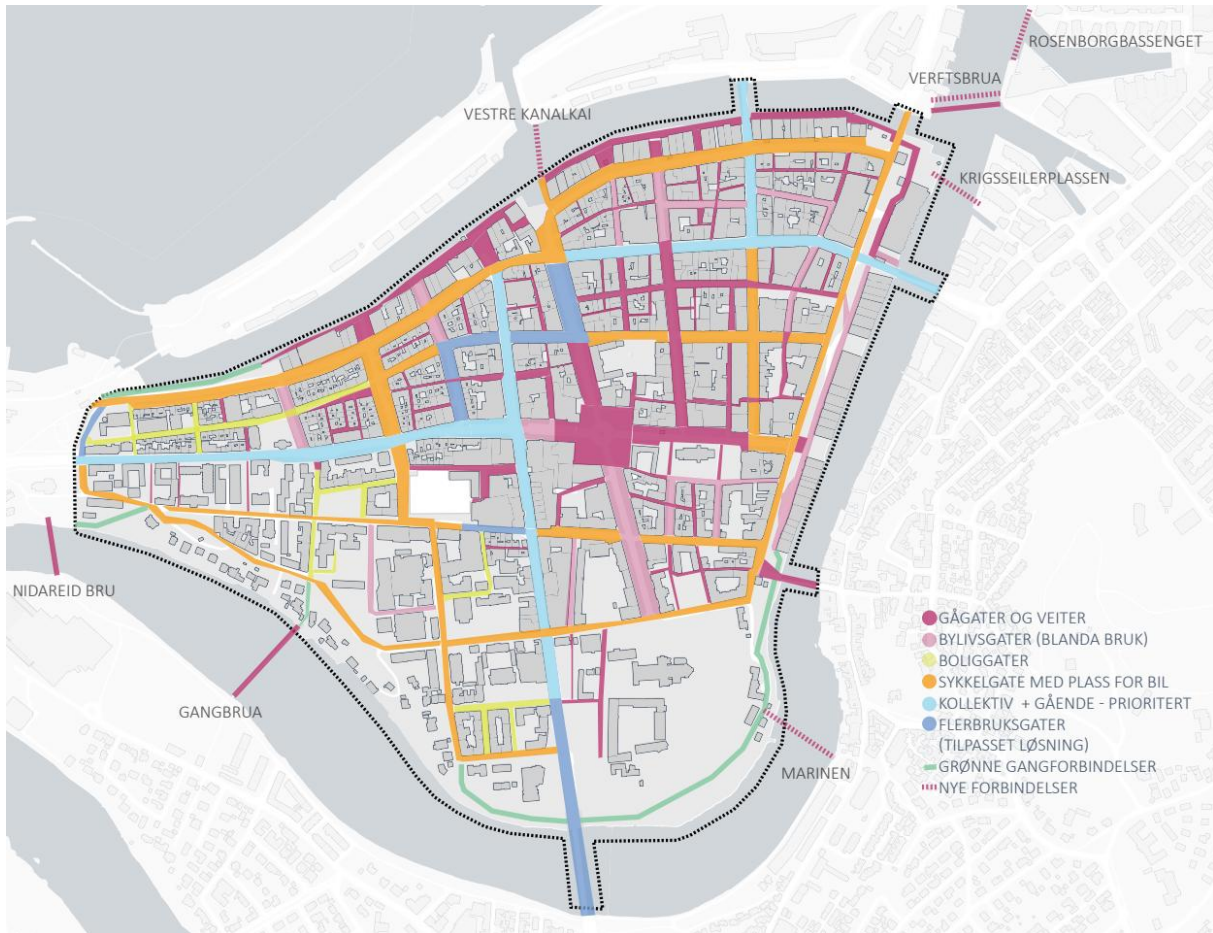 ROSENBORGBASSENGET
VERFTSBRUA
VESTRE KANALKAI
KRIGSSEILERPLASSEN
NIDAREID BRU
GANGBRUA
MARINEN
GÅGATER OG VEITER
BYLIVSGATER (BLANDA BRUK)
BOLIGGATER
SYKKELGATE MED PLASS FOR BIL
KOLLEKTIV + GÅENDE - PRIORITERT
FLERBRUKSGATER
(TILPASSET LØSNING)
GRØNNE GANGFORBINDELSER
NYE FORBINDELSER